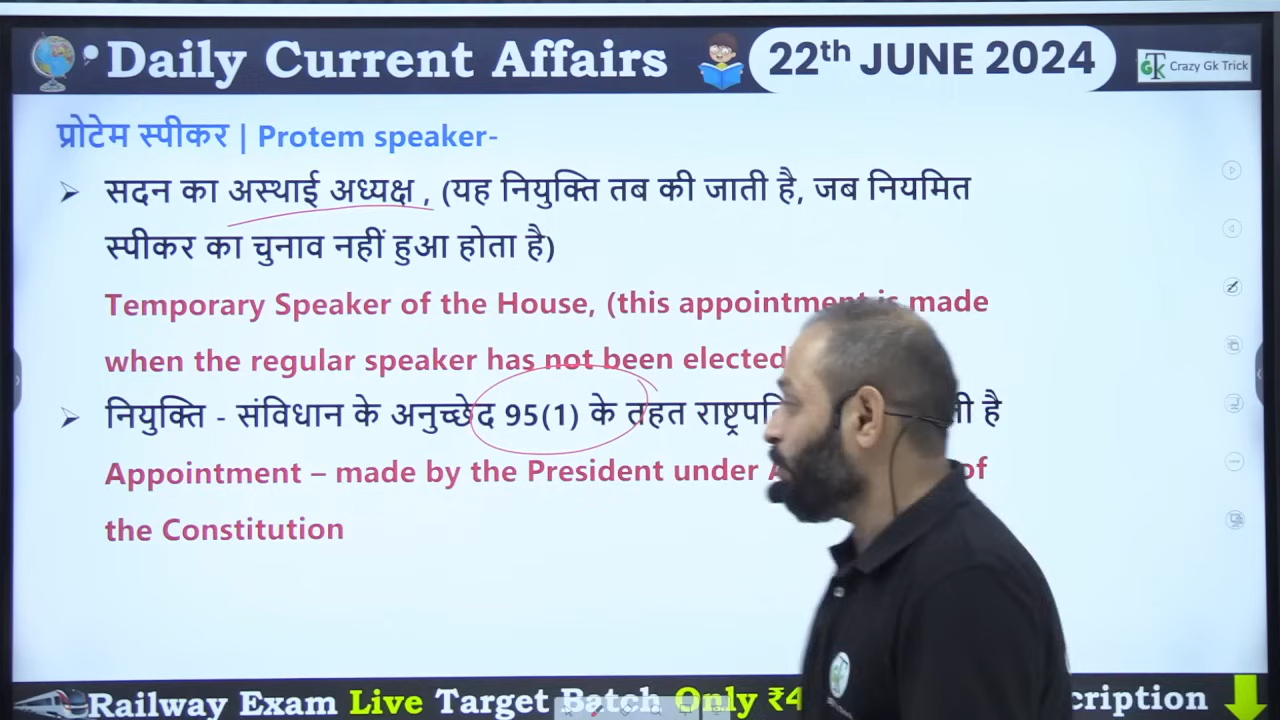 Daily Current Affairs
22th JUNE 2024
GTK Crazy Gk Trick
प्रोटेम स्पीकर | Protem speaker-
➤ सदन का अस्थाई अध्यक्ष , (यह नियुक्ति तब की जाती है, जब नियमित
स्पीकर का चुनाव नहीं हुआ होता है)
Temporary Speaker of the House, (this appointment is made
when the regular speaker has not been elected
➤ नियुक्ति - संविधान के अनुच्छेद 95(1) के तहत है
Appointment – made by the President under of
the Constitution
Railway Exam Live Target Batch Only